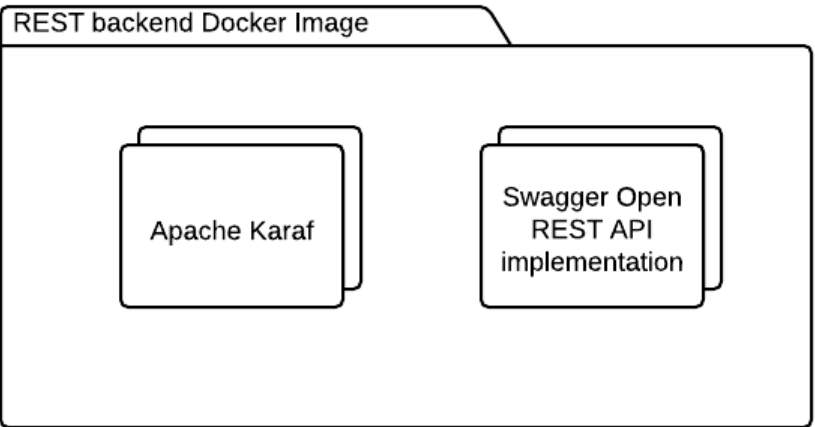 REST backend Docker Image
Apache Karaf
Swagger Open
REST API
implementation